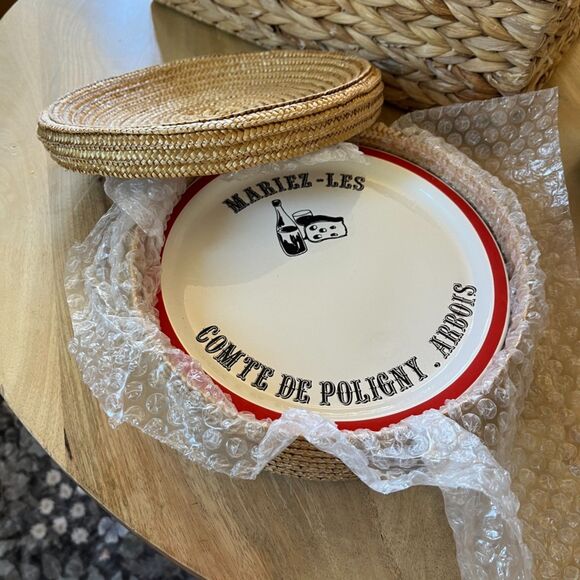 MARIEZ-LES
COMTE DE POLIGNY. ARBOIS